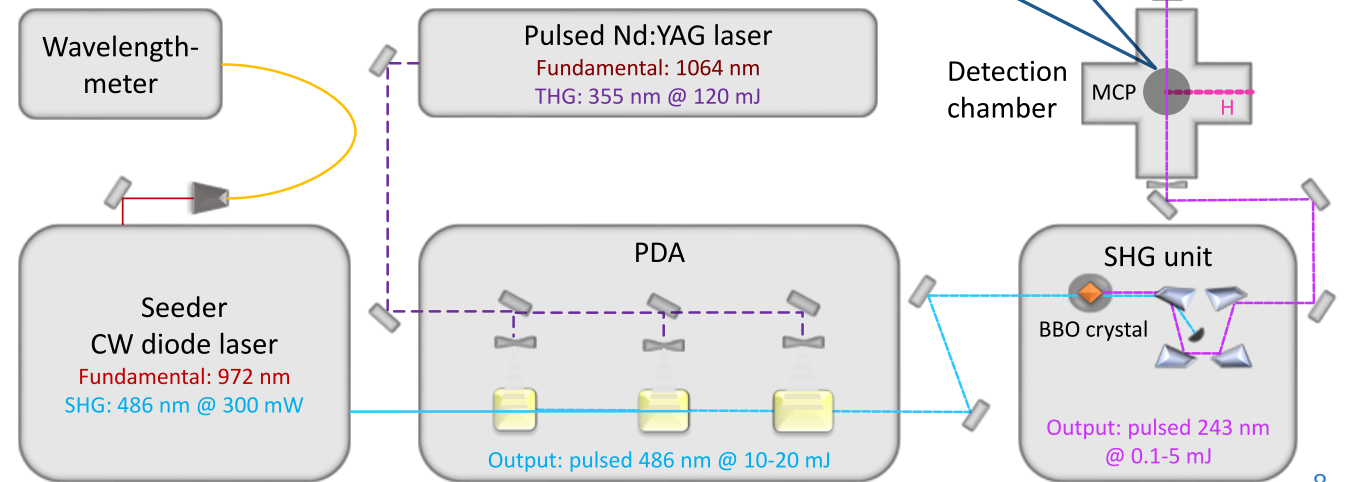 Wavelength-
meter
Pulsed Nd:YAG laser
Fundamental: 1064 nm
THG: 355 nm @ 120 mJ
Detection
chamber
MCP
H
Seeder
CW diode laser
Fundamental: 972 nm
SHG: 486 nm @ 300 mW
PDA
Output: pulsed 486 nm @ 10-20 mJ
SHG unit
BBO crystal
Output: pulsed 243 nm
@ 0.1-5 mJ